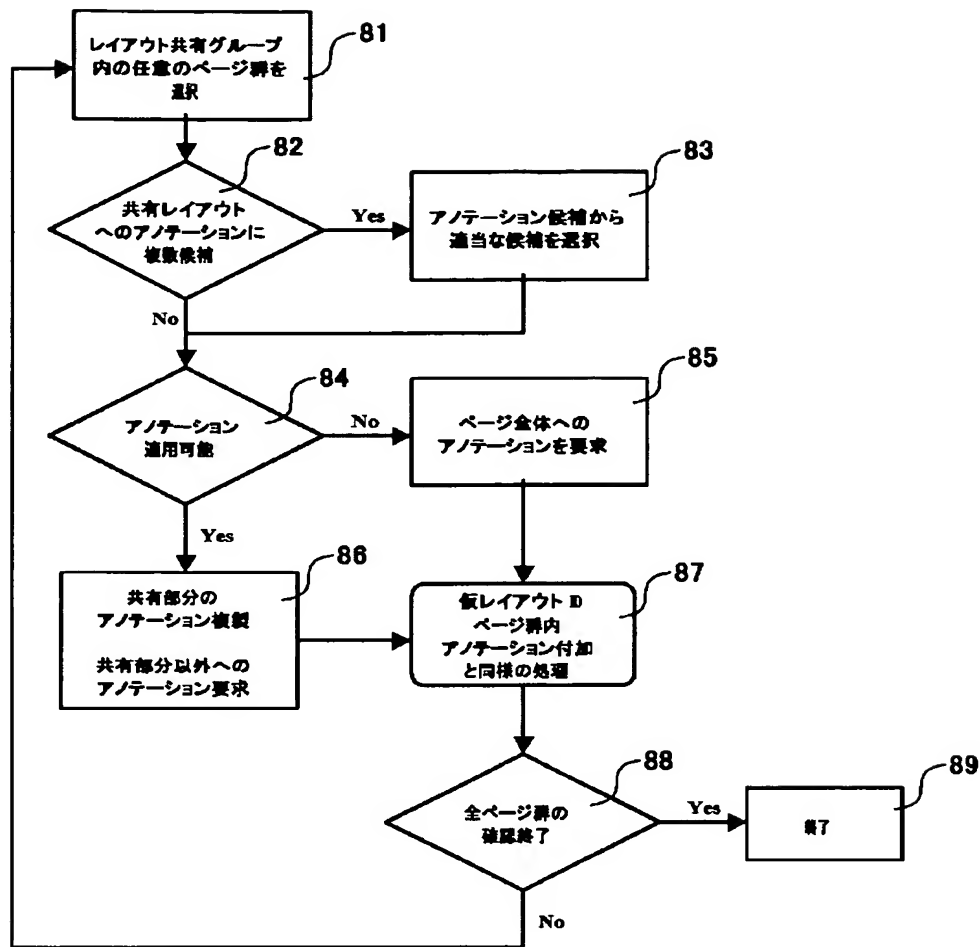 レイアウト共有グループ
内の任意のページ群を
選択
81
82
共有レイアウト
へのアノテーションに
複数候補
Yes
83
アノテーション候補から
適当な候補を選択
No
84
アノテーション
適用可能
No
85
ページ全体への
アノテーションを要求
Yes
86
共有部分の
アノテーション複製
共有部分以外への
アノテーション要求
87
仮レイアウト ID
ページ群内
アノテーション付加
と同様の処理
88
全ページ群の
確認終了
Yes
89
終了
No